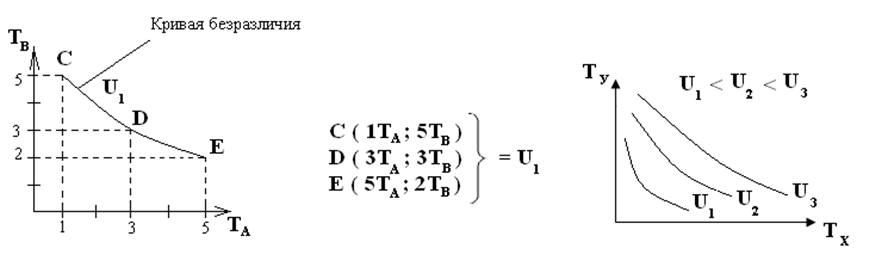 Кривая безразличия
T_B
C
5
U_1
D
3
E
2
1
3
5
T_A
C ( 1T_A ; 5T_B )
D ( 3T_A ; 3T_B )
E ( 5T_A ; 2T_B )
= U_1
T_У
U_1 < U_2 < U_3
U_1
U_2
U_3
T_X